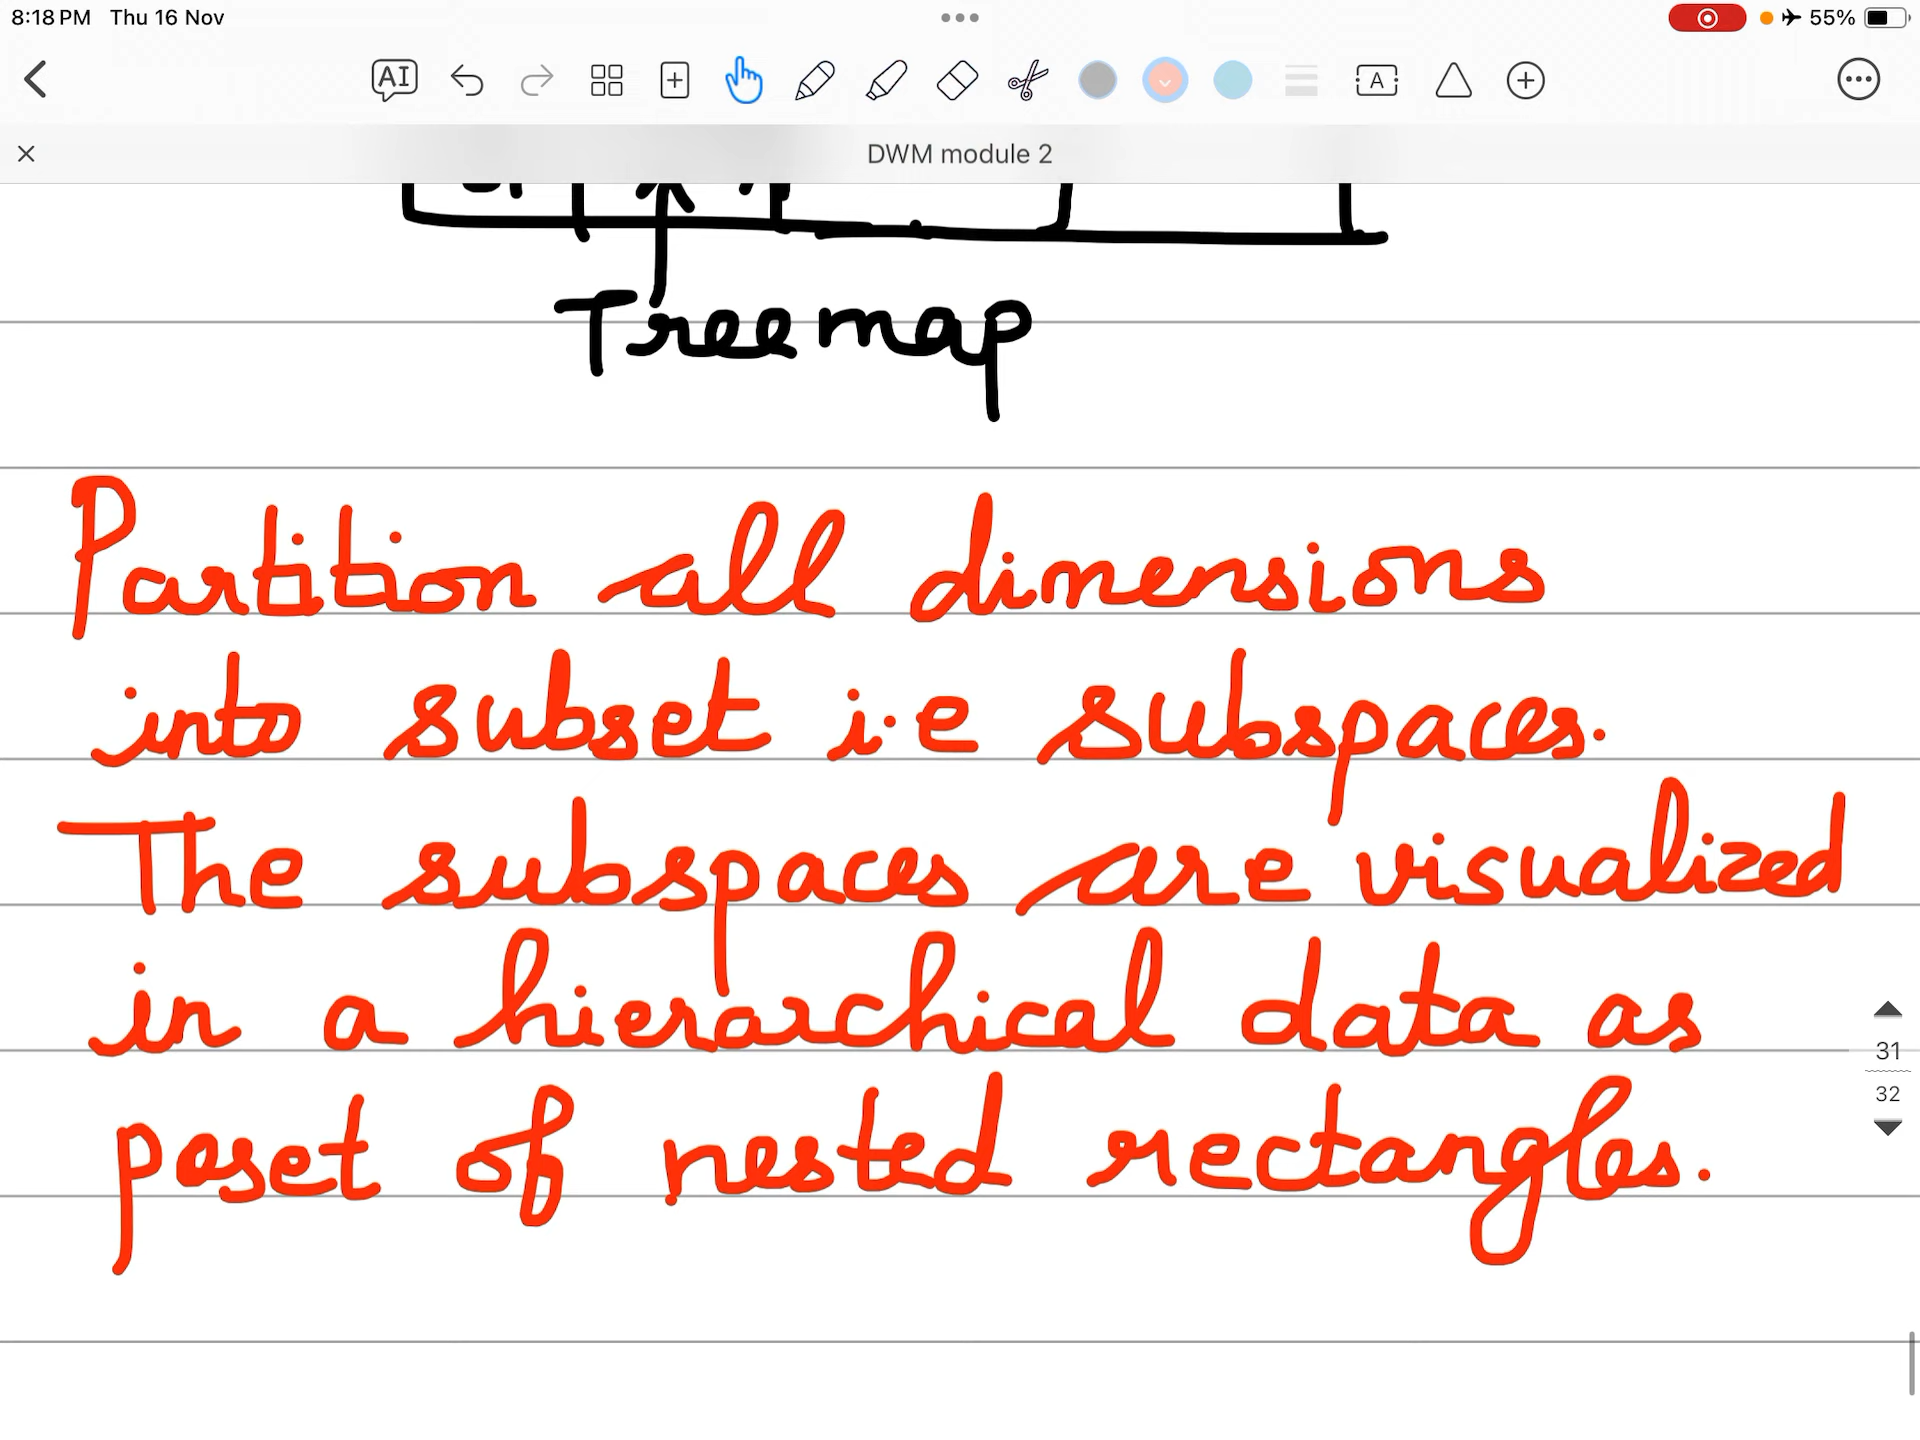 8:18 PM Thu 16 Nov
55%
AI
A
DWM module 2
Treemap
Partition all dimensions
into subset i.e subspaces.
The subspaces are visualized
in a hierarchical data as
poset of nested rectangles.
31
32